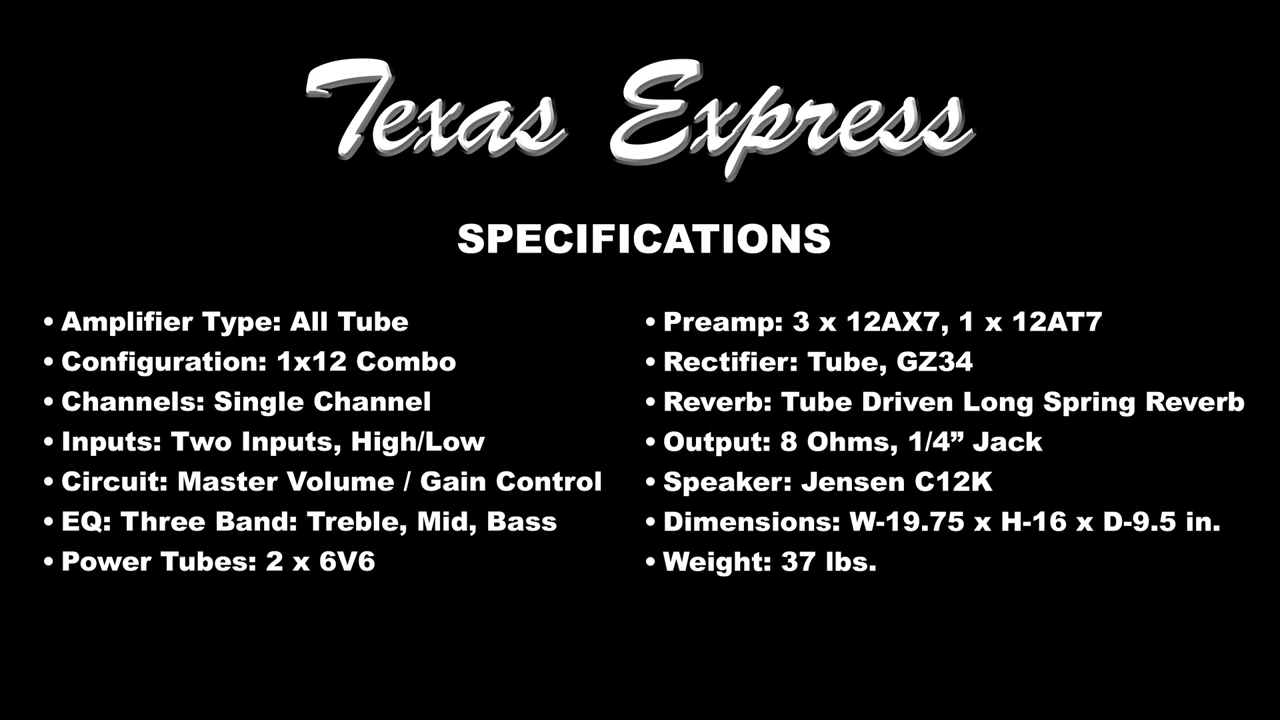 Texas Express
SPECIFICATIONS
• Amplifier Type: All Tube
• Configuration: 1x12 Combo
• Channels: Single Channel
• Inputs: Two Inputs, High/Low
• Circuit: Master Volume / Gain Control
• EQ: Three Band: Treble, Mid, Bass
• Power Tubes: 2 x 6V6
• Preamp: 3 x 12AX7, 1 x 12AT7
• Rectifier: Tube, GZ34
• Reverb: Tube Driven Long Spring Reverb
• Output: 8 Ohms, 1/4” Jack
• Speaker: Jensen C12K
• Dimensions: W-19.75 x H-16 x D-9.5 in.
• Weight: 37 lbs.